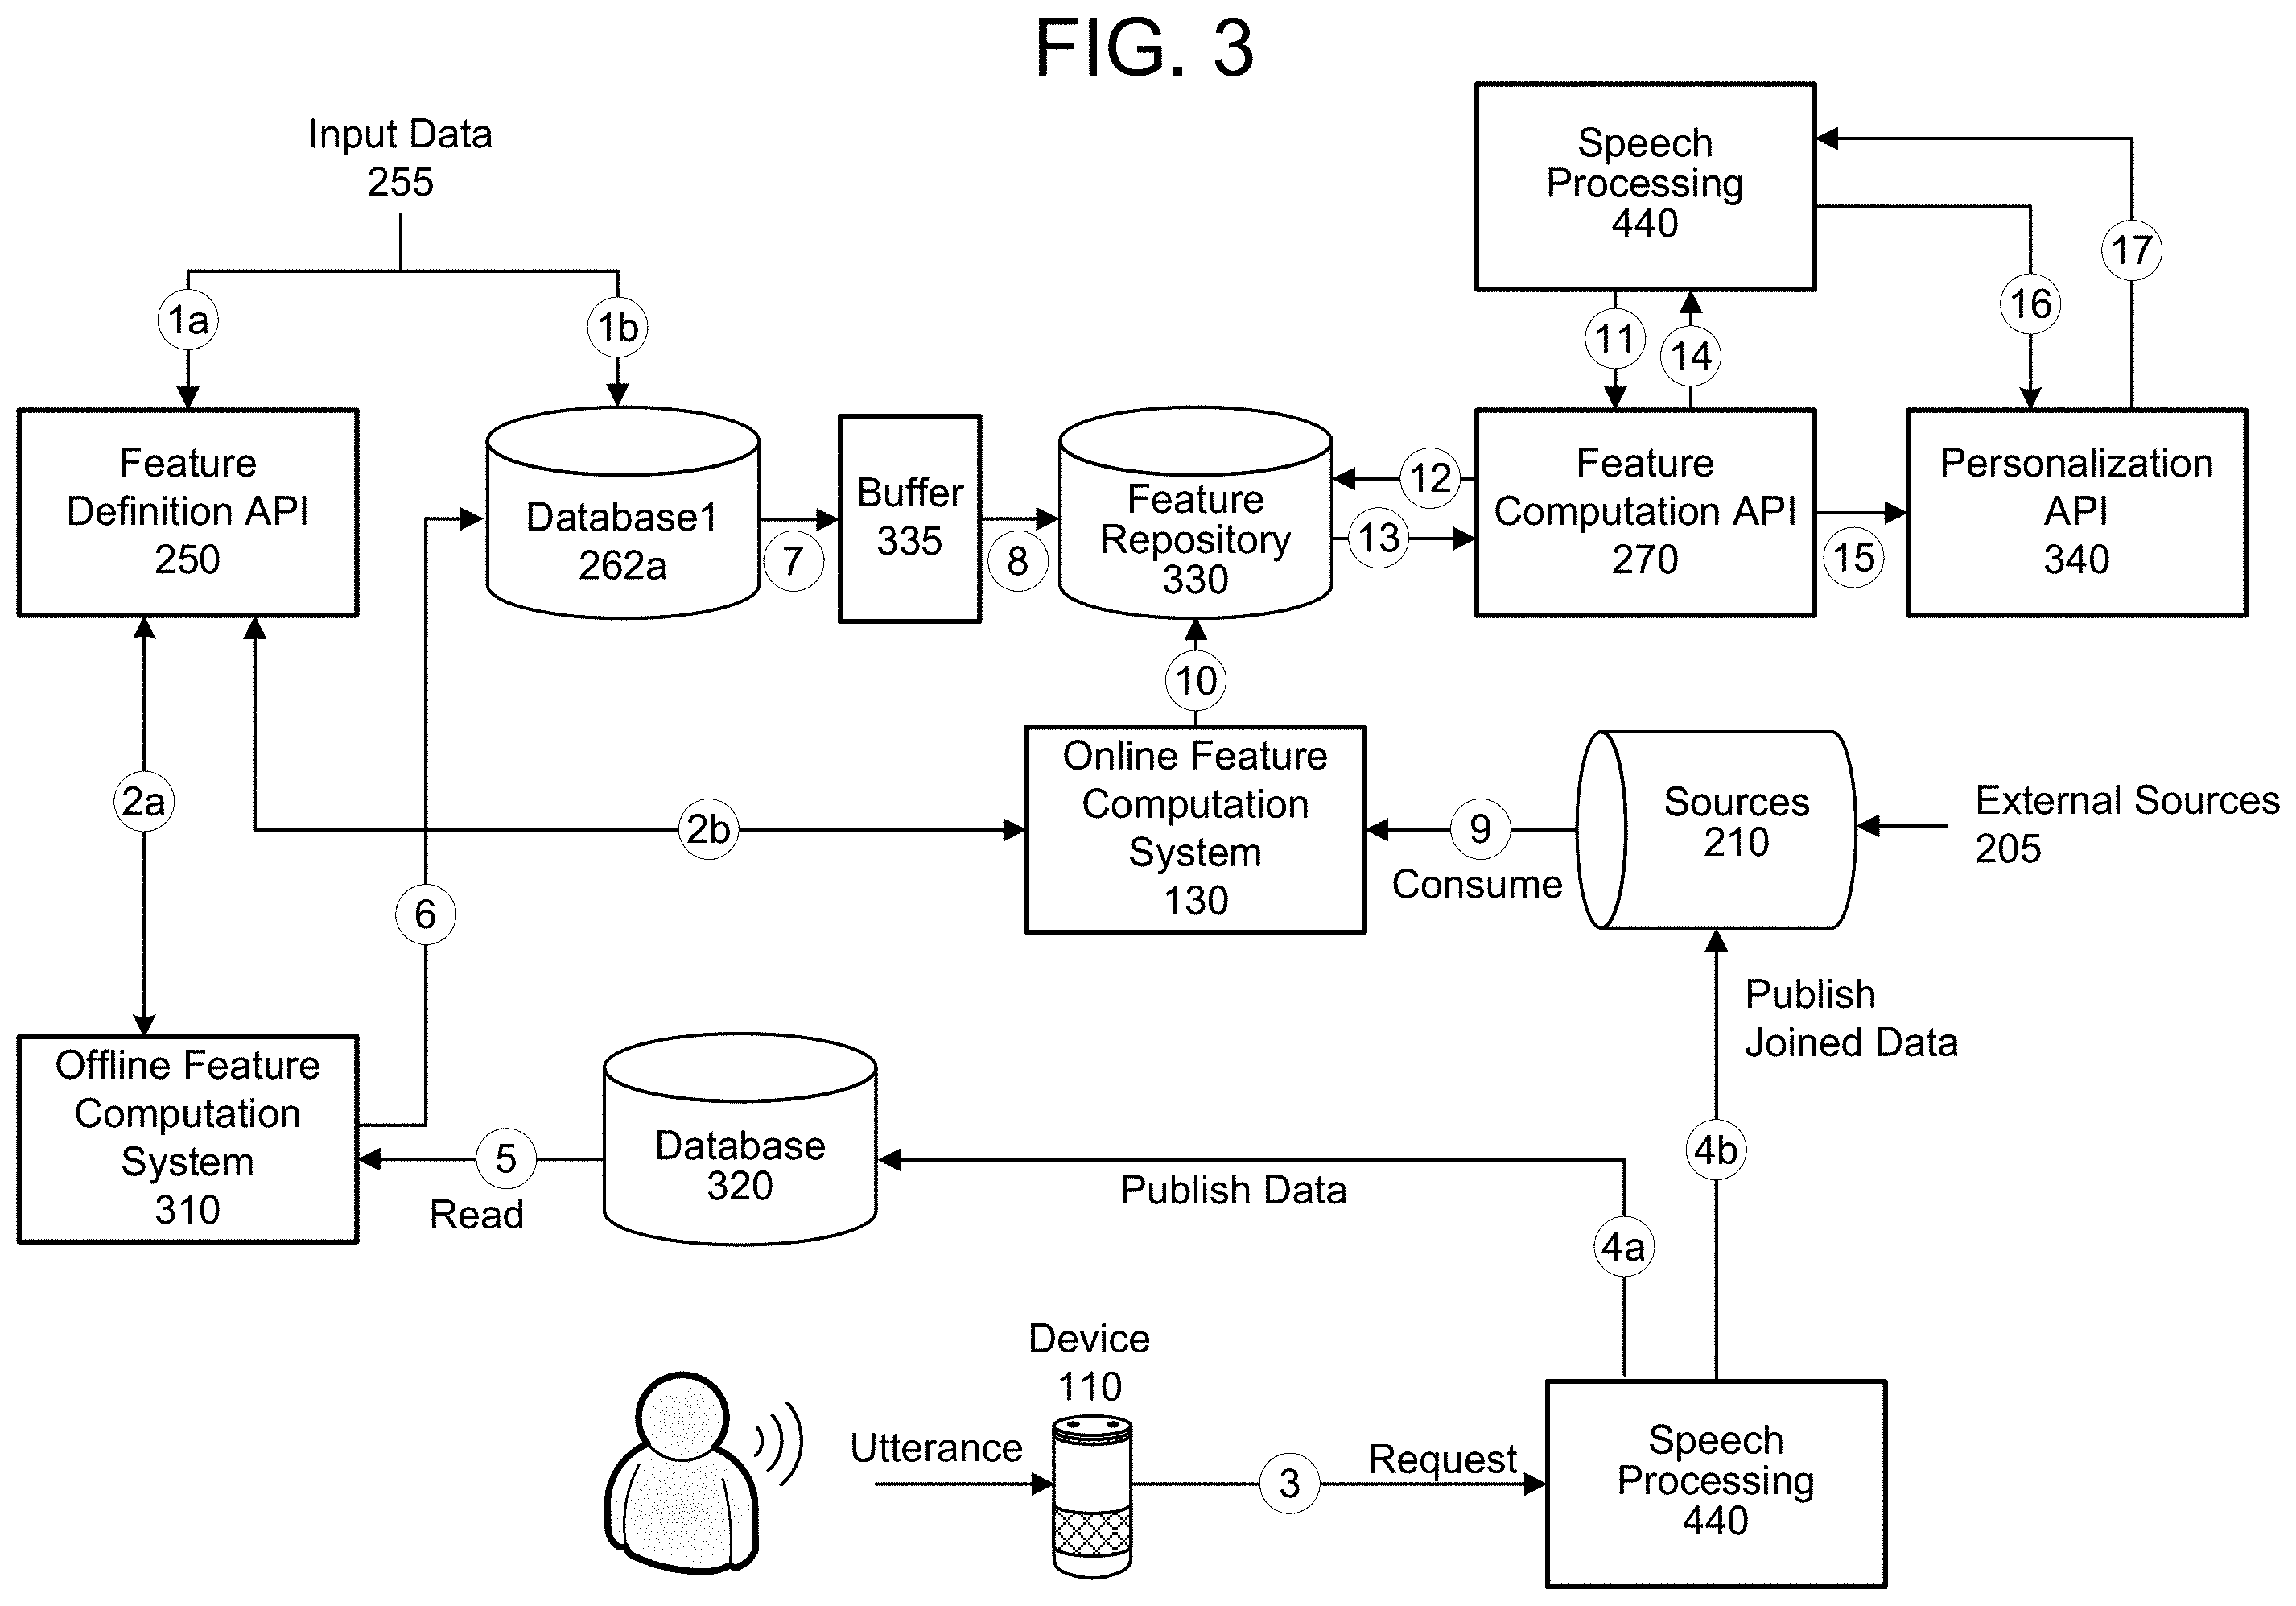 FIG. 3
Input Data
255
1a
1b
Speech
Processing
440
11
14
16
17
Feature
Definition API
250
Database1
262a
7
Buffer
335
8
Feature
Repository
330
12
13
Feature
Computation API
270
15
Personalization
API
340
10
2a
2b
6
Online Feature
Computation
System
130
9
Consume
Sources
210
External Sources
205
Publish
Joined Data
Offline Feature
Computation
System
310
5
Read
Database
320
Publish Data
4a
4b
Device
110
Utterance
3
Request
Speech
Processing
440